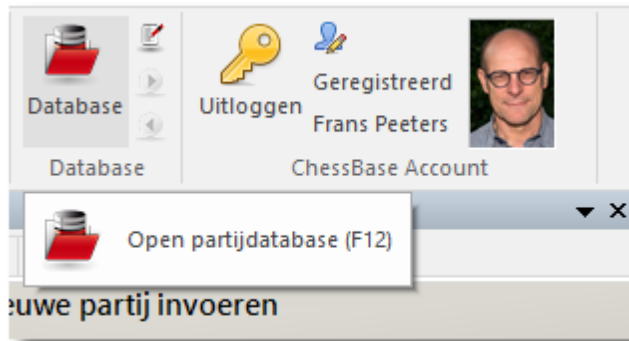 Database
Uitloggen
Geregistreerd
Frans Peeters
Database
ChessBase Account
Open partijdatabase (F12)
euwe partij invoeren